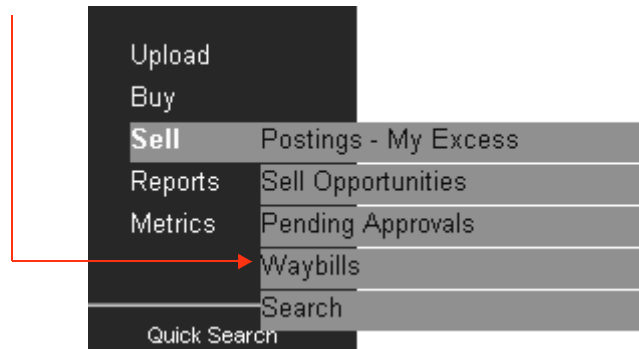 Upload
Buy
Sell Postings - My Excess
Reports Sell Opportunities
Metrics Pending Approvals
Waybills
Search
Quick Search